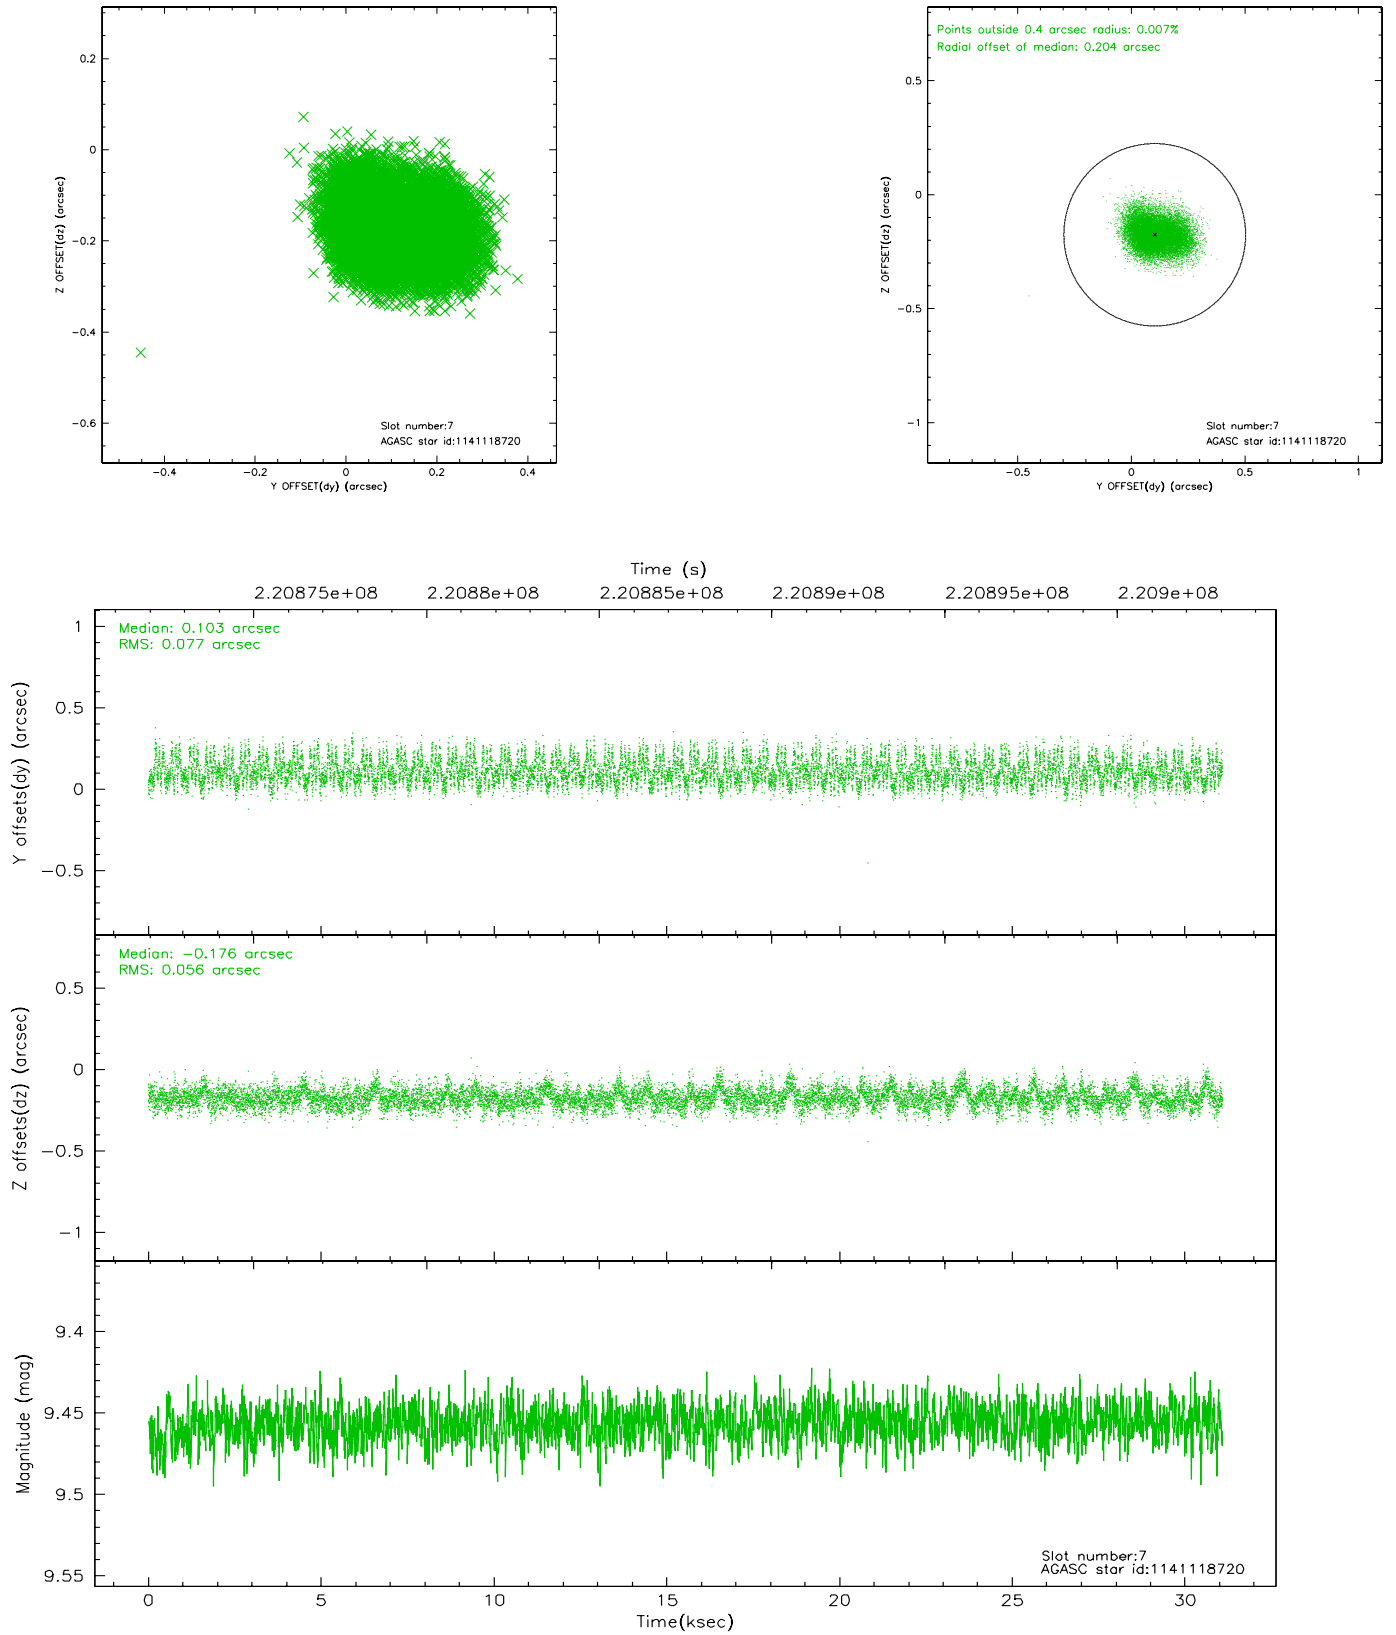 0.2
0
-0.2
-0.4
-0.6
Z OFFSET(dz) (arcsec)
Slot number:7
AGASC star id:1141118720
-0.4 -0.2 0 0.2 0.4
Y OFFSET(dy) (arcsec)
Points outside 0.4 arcsec radius: 0.007%
Radial offset of median: 0.204 arcsec
0.5
0
-0.5
-1
Z OFFSET(dz) (arcsec)
Slot number:7
AGASC star id:1141118720
-0.5 0 0.5 1
Y OFFSET(dy) (arcsec)
Time (s)
2.20875e+08 2.2088e+08 2.20885e+08 2.2089e+08 2.20895e+08 2.209e+08
Median: 0.103 arcsec
RMS: 0.077 arcsec
1
0.5
0
-0.5
Y offsets(dy) (arcsec)
Median: -0.176 arcsec
RMS: 0.056 arcsec
0.5
0
-0.5
-1
Z offsets(dz) (arcsec)
9.4
9.45
9.5
9.55
Magnitude (mag)
Slot number:7
AGASC star id:1141118720
0 5 10 15 20 25 30
Time(ksec)